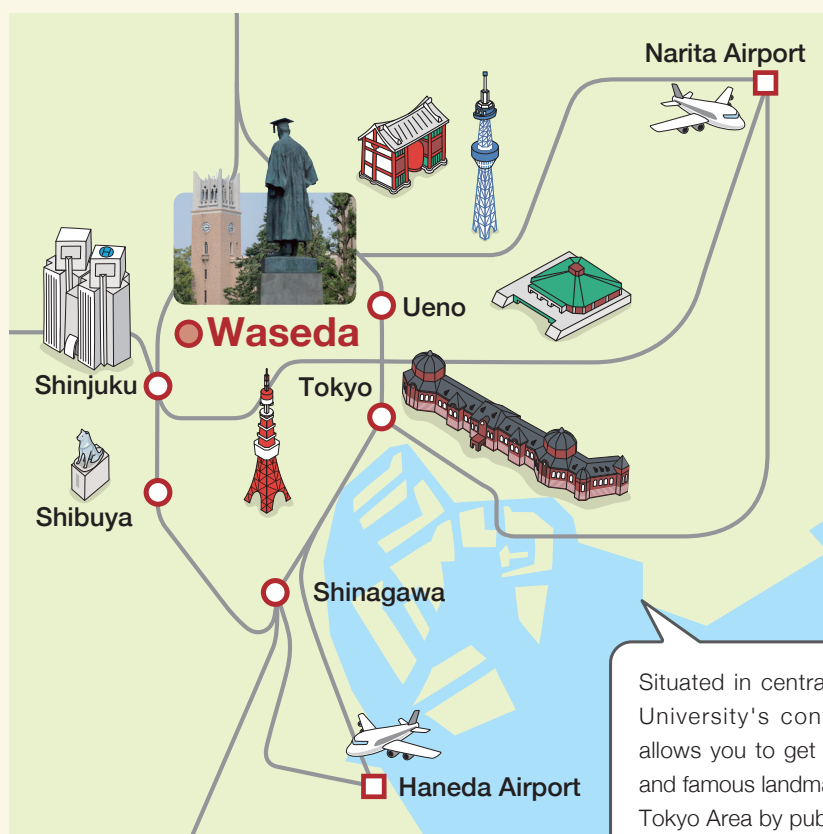 Narita Airport
Ueno
Waseda
Shinjuku
Tokyo
Shibuya
Shinagawa
Haneda Airport
H
Situated in centra
University's con
allows you to get
and famous landma
Tokyo Area by pub